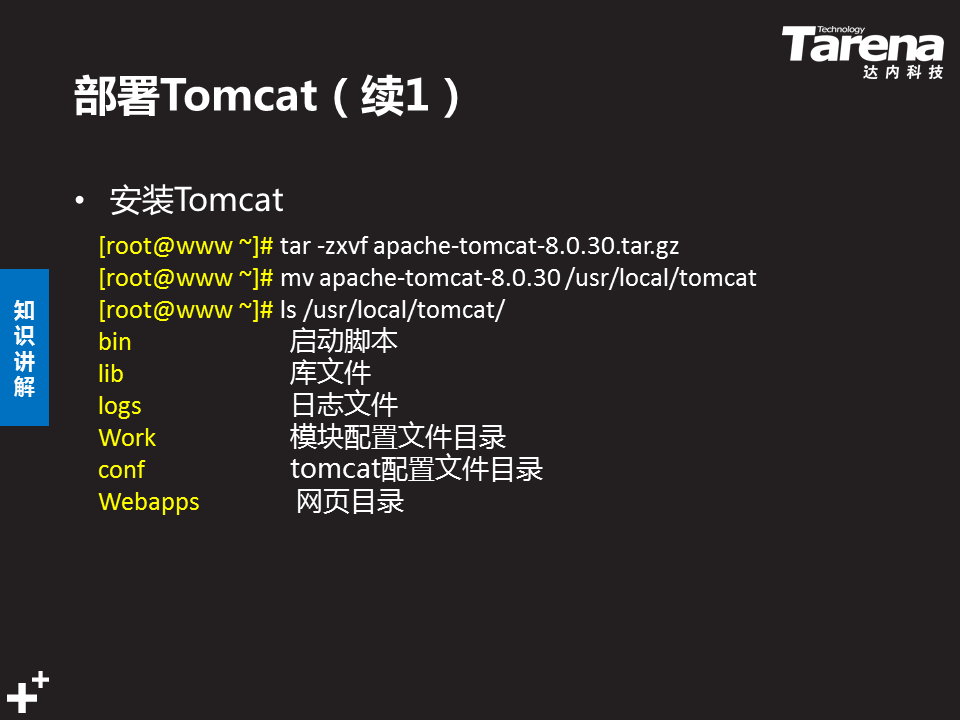 Technology
Tarena
达内科技
部署Tomcat（续1）
• 安装Tomcat
[root@www ~]# tar -zxvf apache-tomcat-8.0.30.tar.gz
[root@www ~]# mv apache-tomcat-8.0.30 /usr/local/tomcat
[root@www ~]# ls /usr/local/tomcat/
bin 启动脚本
lib 库文件
logs 日志文件
Work 模块配置文件目录
conf tomcat配置文件目录
Webapps 网页目录
知识讲解